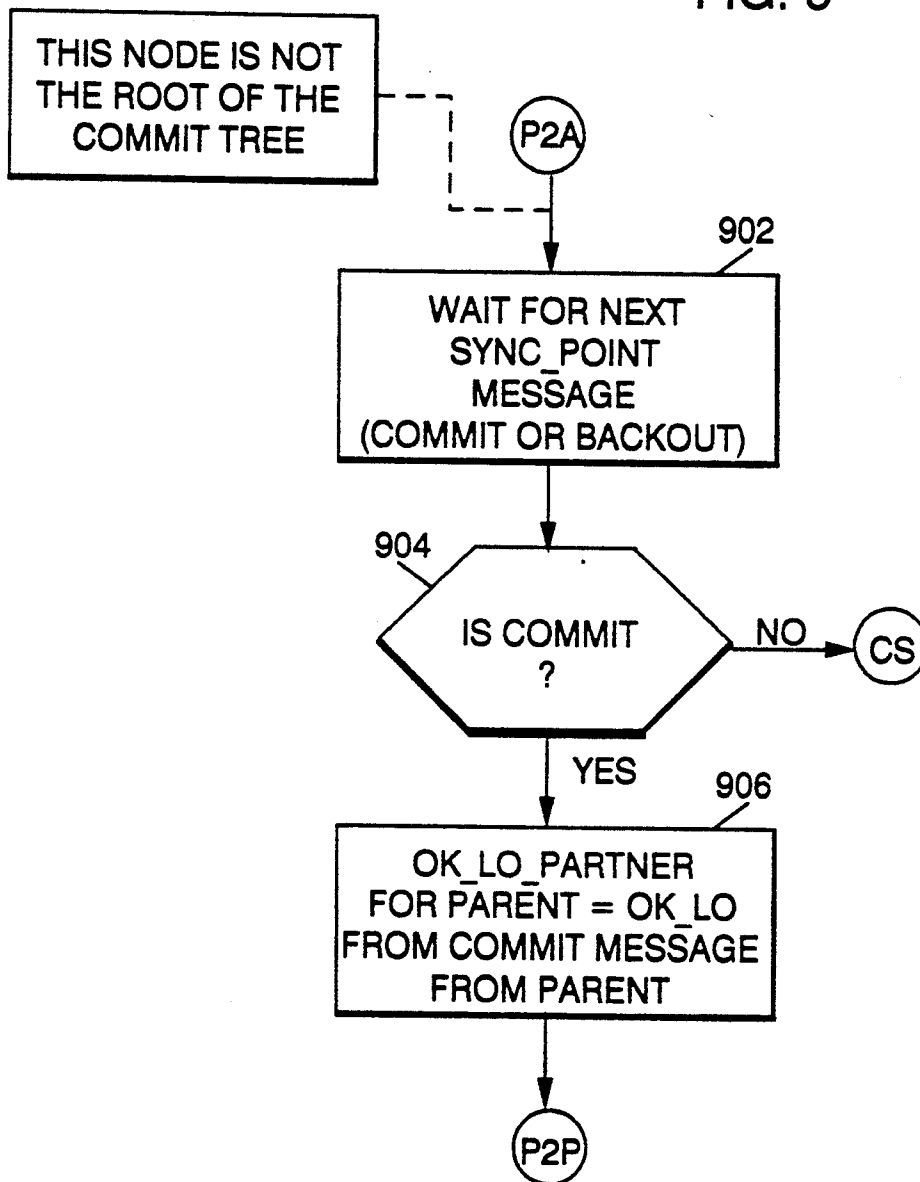 THIS NODE IS NOT
THE ROOT OF THE
COMMIT TREE
P2A
902
WAIT FOR NEXT
SYNC_POINT
MESSAGE
(COMMIT OR BACKOUT)
904
IS COMMIT
?
NO
CS
YES
906
OK_LO_PARTNER
FOR PARENT = OK_LO
FROM COMMIT MESSAGE
FROM PARENT
P2P